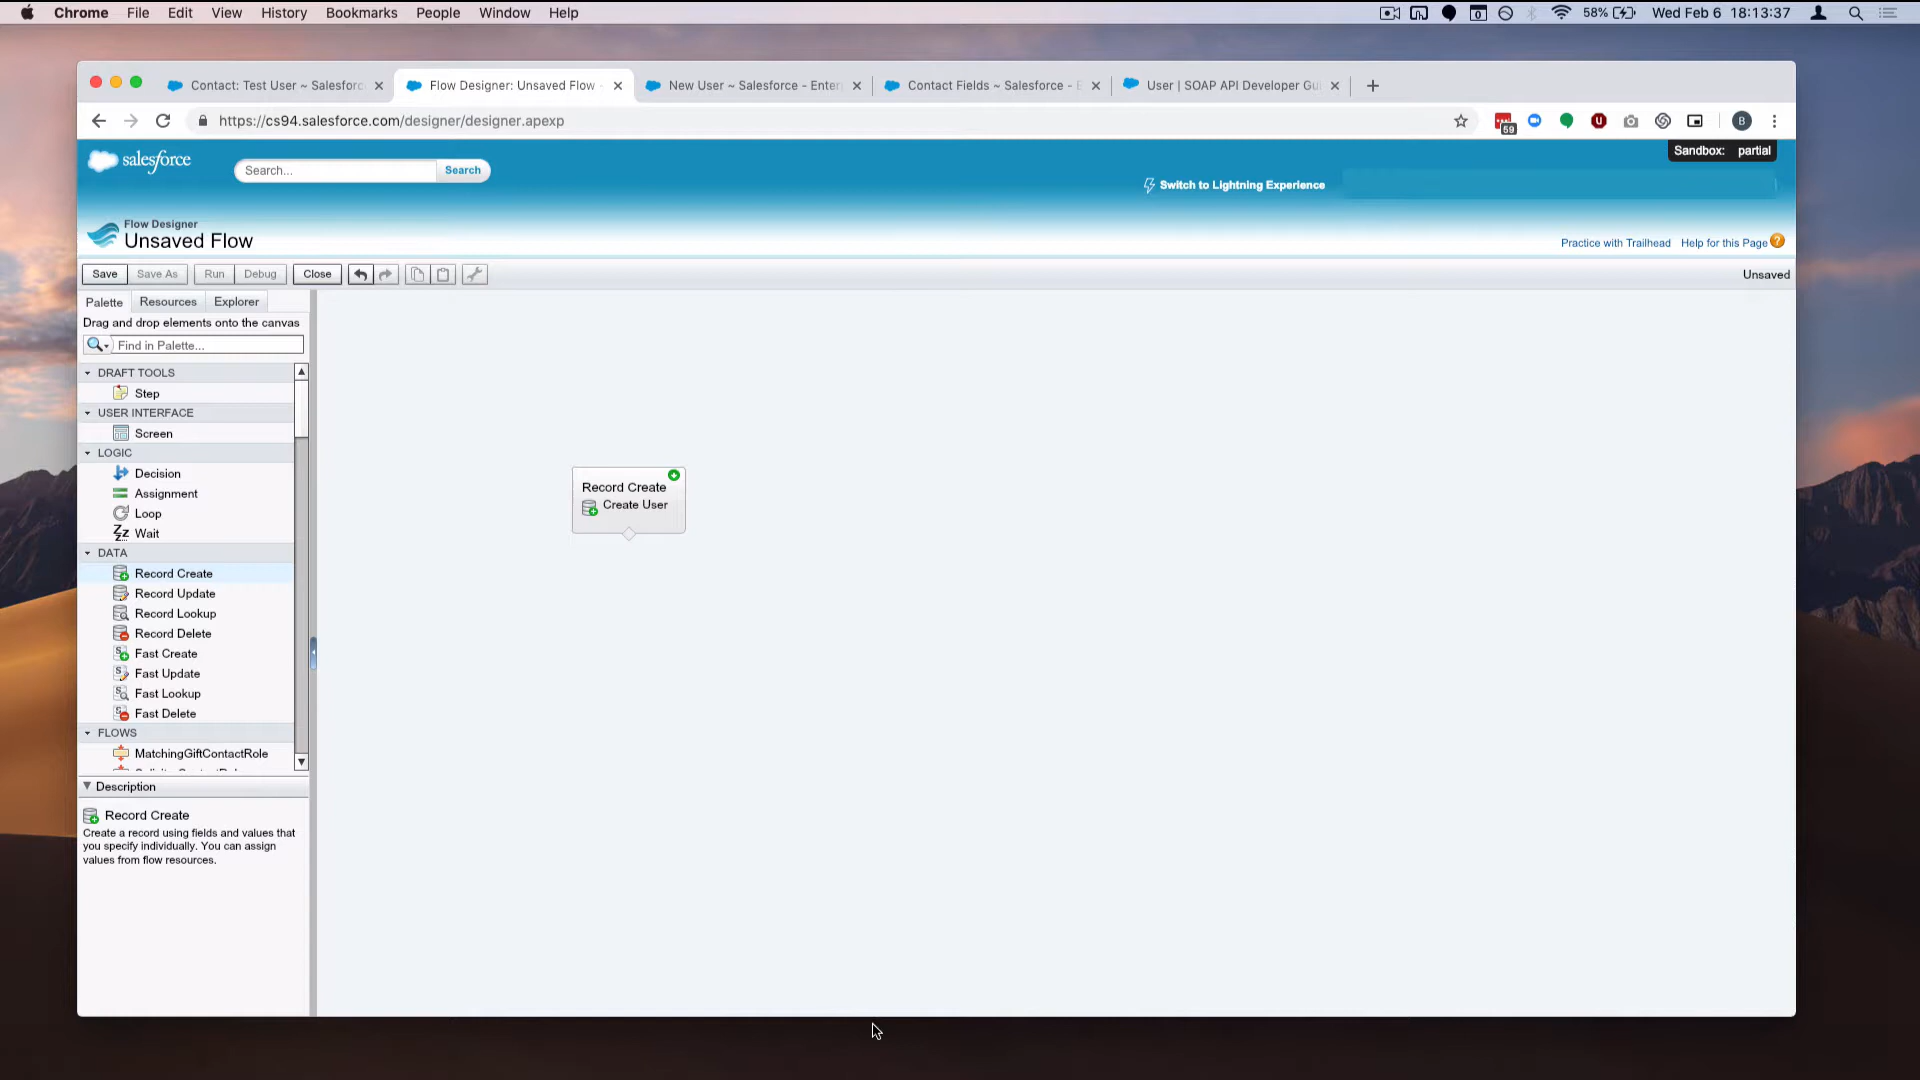 Chrome File Edit View History Bookmarks People Window Help
58% Wed Feb 6 18:13:37
Contact: Test User ~ Salesforc
Flow Designer: Unsaved Flow -
New User ~ Salesforce - Enter
Contact Fields ~ Salesforce - E
User | SOAP API Developer Gu
https://cs94.salesforce.com/designer/designer.apexp
59
B
salesforce
Search...
Search
Sandbox: partial
Switch to Lightning Experience
Flow Designer
Unsaved Flow
Practice with Trailhead Help for this Page ?
Save Save As Run Debug Close
Unsaved
Palette Resources Explorer
Drag and drop elements onto the canvas
Find in Palette...
DRAFT TOOLS
Step
USER INTERFACE
Screen
LOGIC
Decision
Assignment
Loop
Wait
DATA
Record Create
Record Update
Record Lookup
Record Delete
Fast Create
Fast Update
Fast Lookup
Fast Delete
FLOWS
MatchingGiftContactRole
Record Create
Create User
Description
Record Create
Create a record using fields and values that
you specify individually. You can assign
values from flow resources.